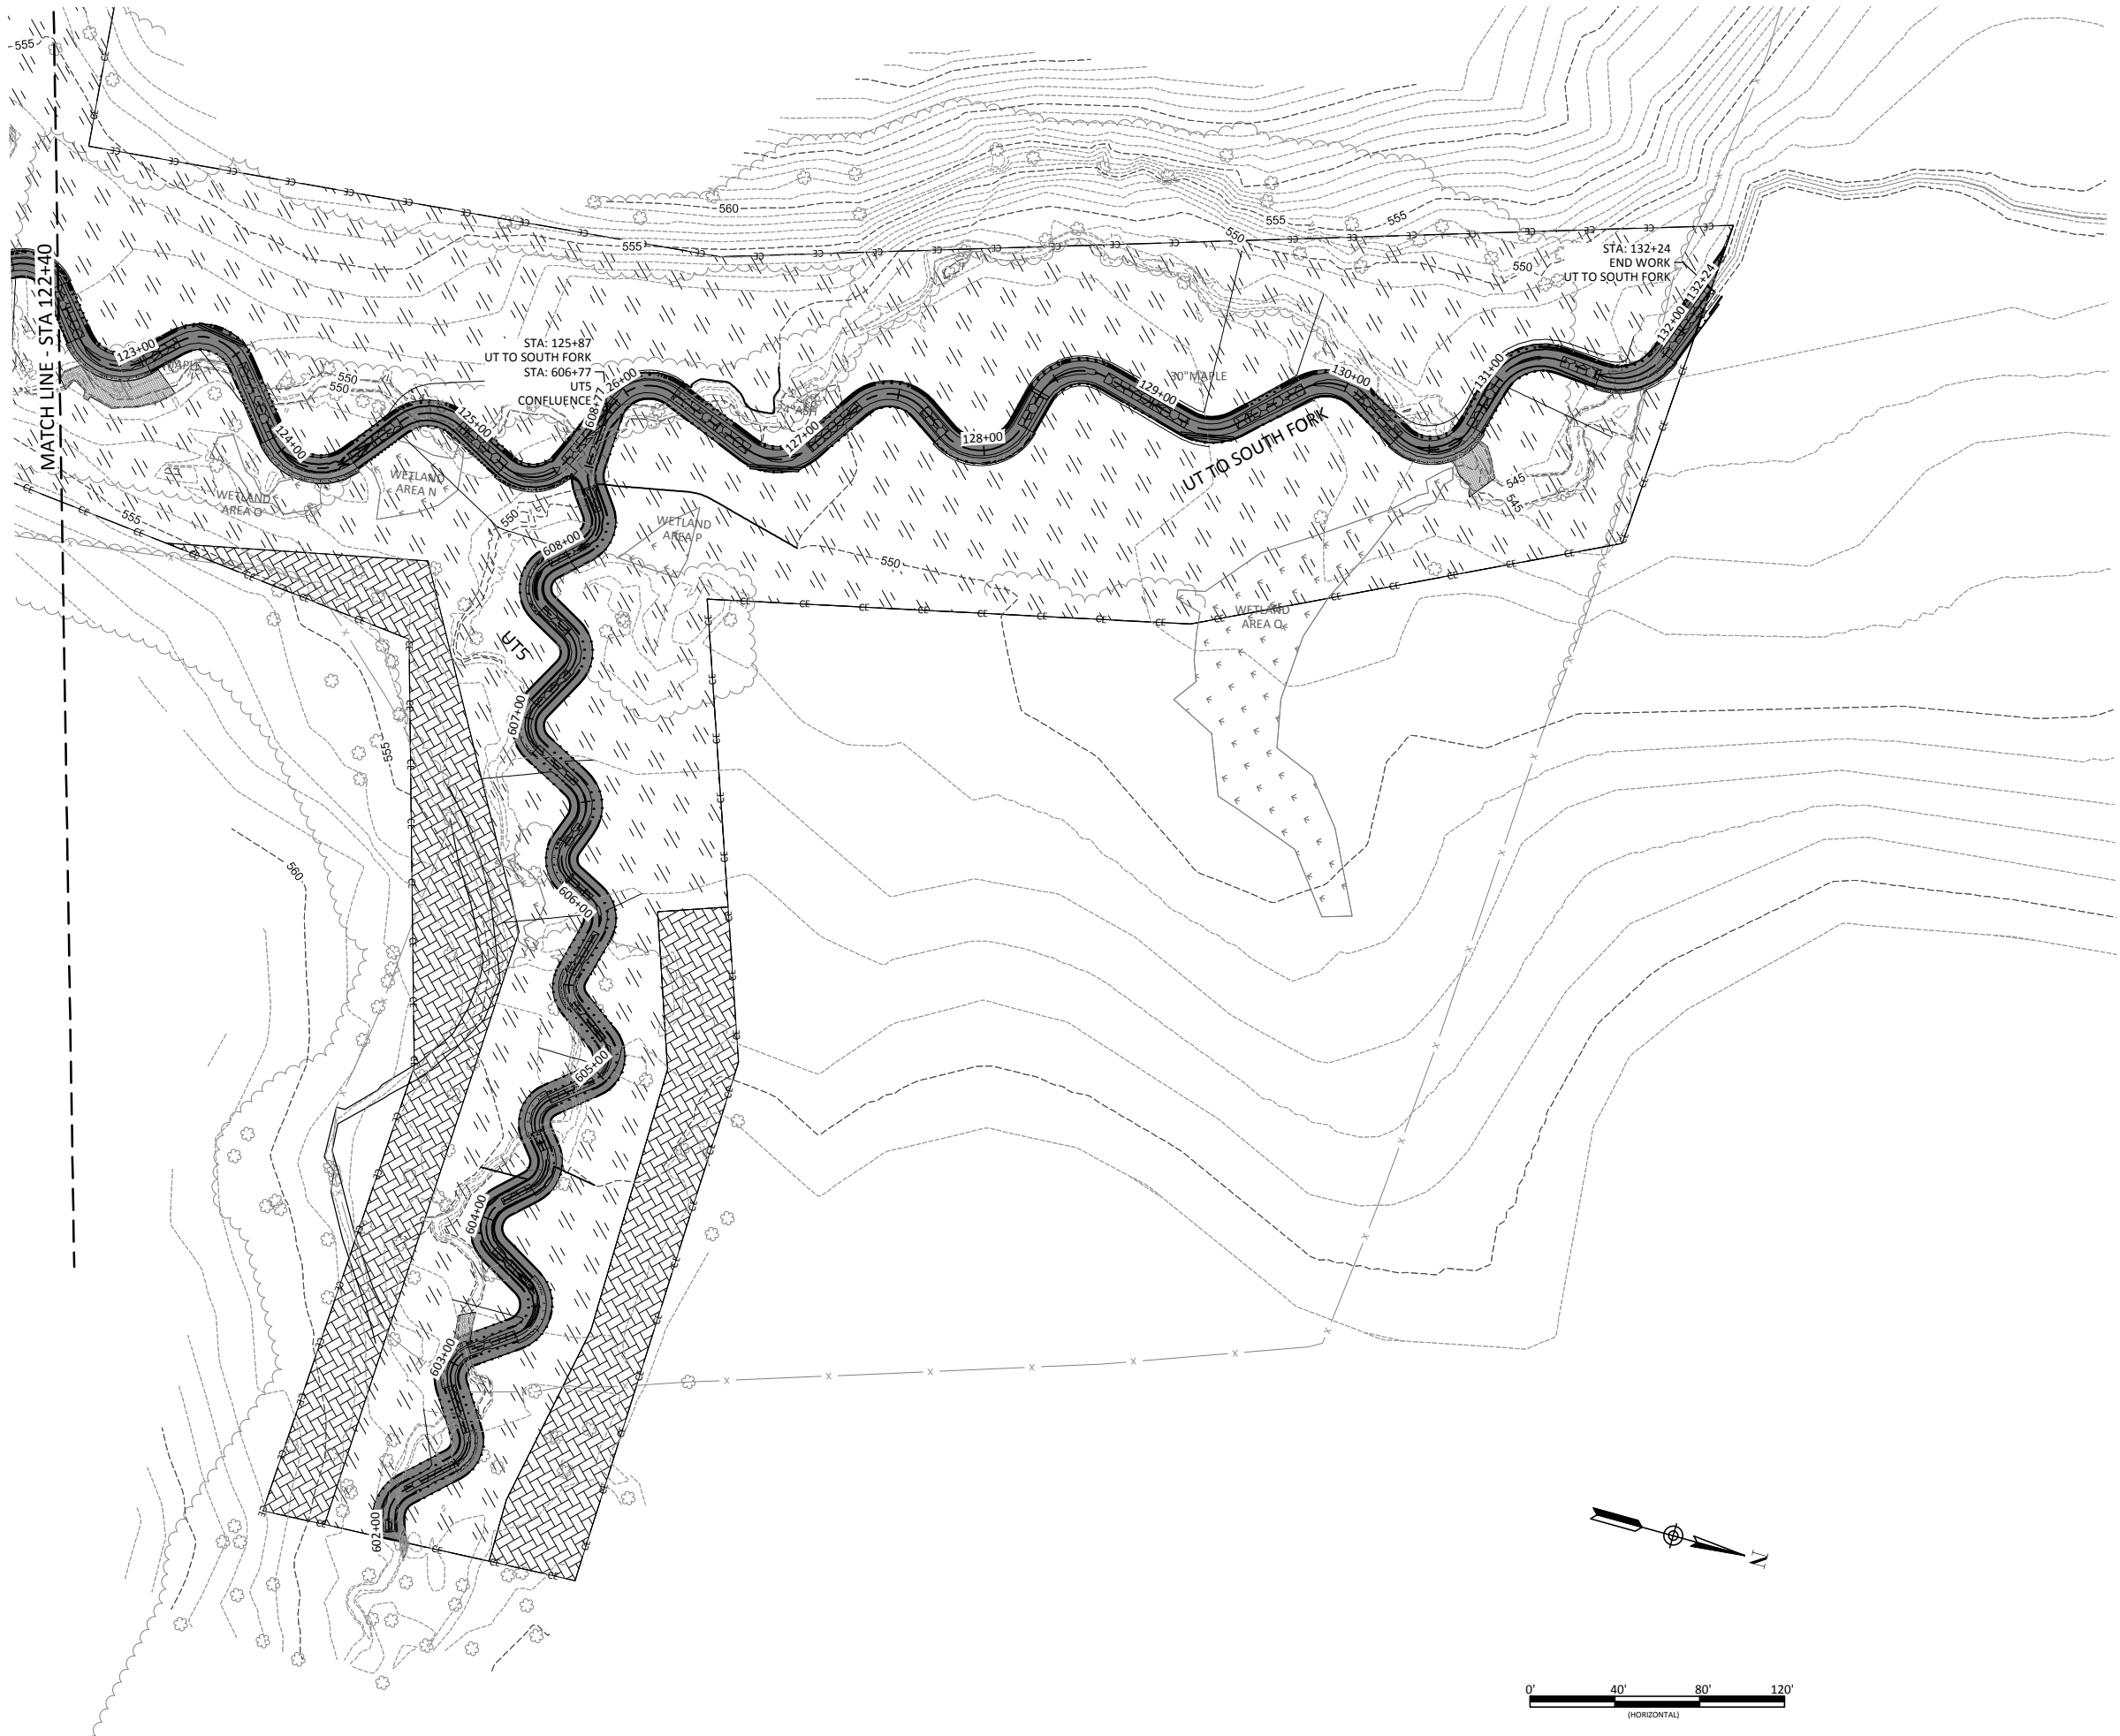 555
MATCH LINE - STA 122+40
560
555
555
555
550
550
STA: 132+24
END WORK
UT TO SOUTH FORK
132+24
132+00
123+00
MAPLE
550
550
STA: 125+87
UT TO SOUTH FORK
STA: 606+77
UT5
CONFLUENCE
608+77
126+00
30"MAPLE
129+00
130+00
131+00
124+00
125+00
127+00
128+00
UT TO SOUTH FORK
WETLAND
AREA N
WETLAND
AREA O
545
545
555
550
WETLAND
AREA P
608+00
550
WETLAND
AREA Q
UT5
607+00
555
560
606+00
605+00
604+00
603+00
602+00
N
0' 40' 80' 120'
(HORIZONTAL)